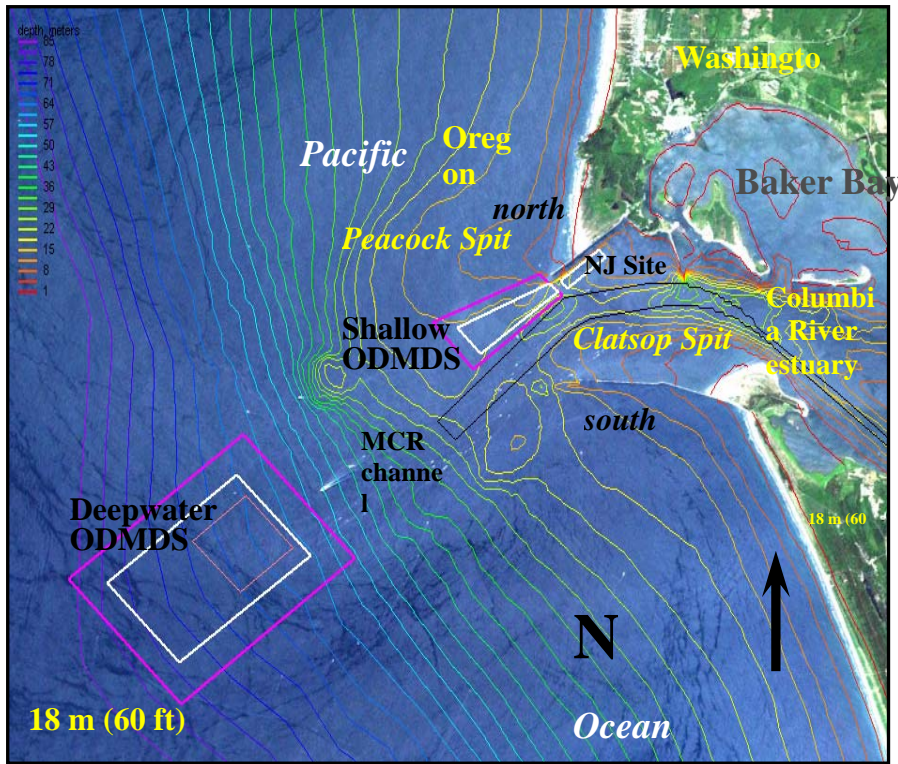 depth, meters
85
78
71
64
57
50
43
36
29
22
15
8
1
Washingto
Pacific
Oreg
on
Baker Bay
north
Peacock Spit
NJ Site
Shallow
ODMDS
Columbi
a River
estuary
Clatsop Spit
south
MCR
channe
l
Deepwater
ODMDS
18 m (60
N
18 m (60 ft)
Ocean